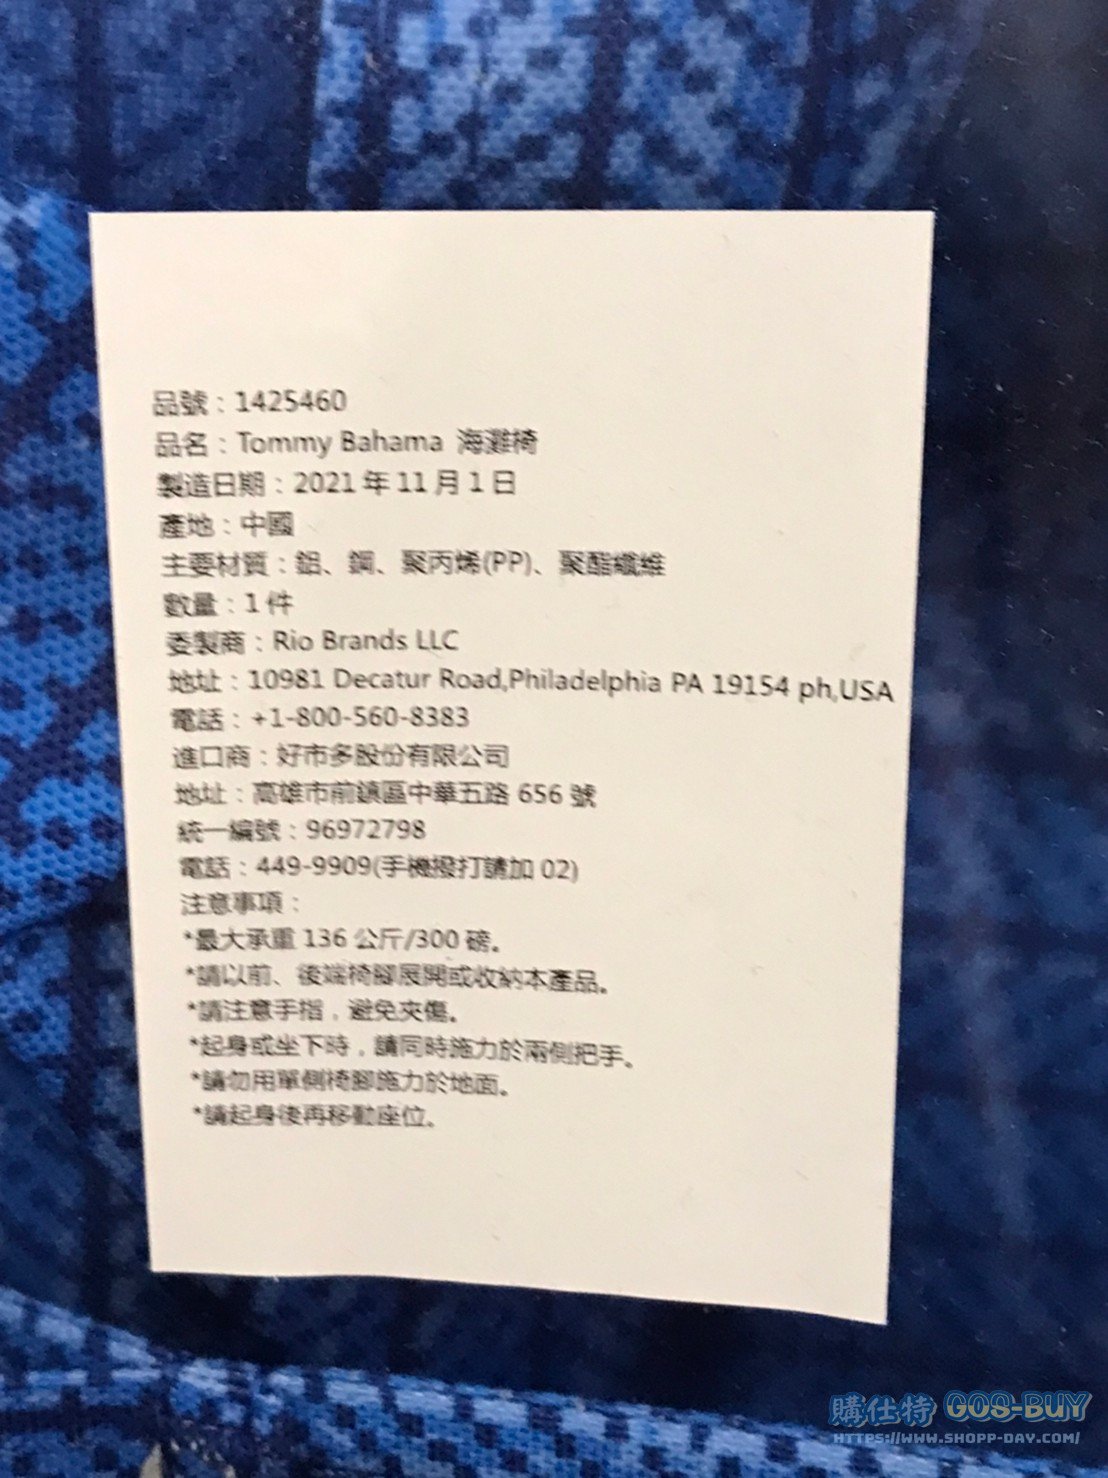 品號：1425460
品名：Tommy Bahama 海灘椅
製造日期：2021 年 11 月 1 日
產地：中國
主要材質：鋁、鋼、聚丙烯(PP)、聚酯纖維
數量：1 件
委製商：Rio Brands LLC
地址：10981 Decatur Road,Philadelphia PA 19154 ph,USA
電話：+1-800-560-8383
進口商：好市多股份有限公司
地址：高雄市前鎮區中華五路 656 號
統一編號：96972798
電話：449-9909(手機撥打請加 02)
注意事項：
*最大承重 136 公斤/300 磅。
*請以前、後端椅腳展開或收納本產品。
*請注意手指，避免夾傷。
*起身或坐下時，請同時施力於兩側把手。
*請勿用單側椅腳施力於地面。
*請起身後再移動座位。
購仕特 GOS-BUY
HTTPS://WWW.SHOPP-DAY.COM/